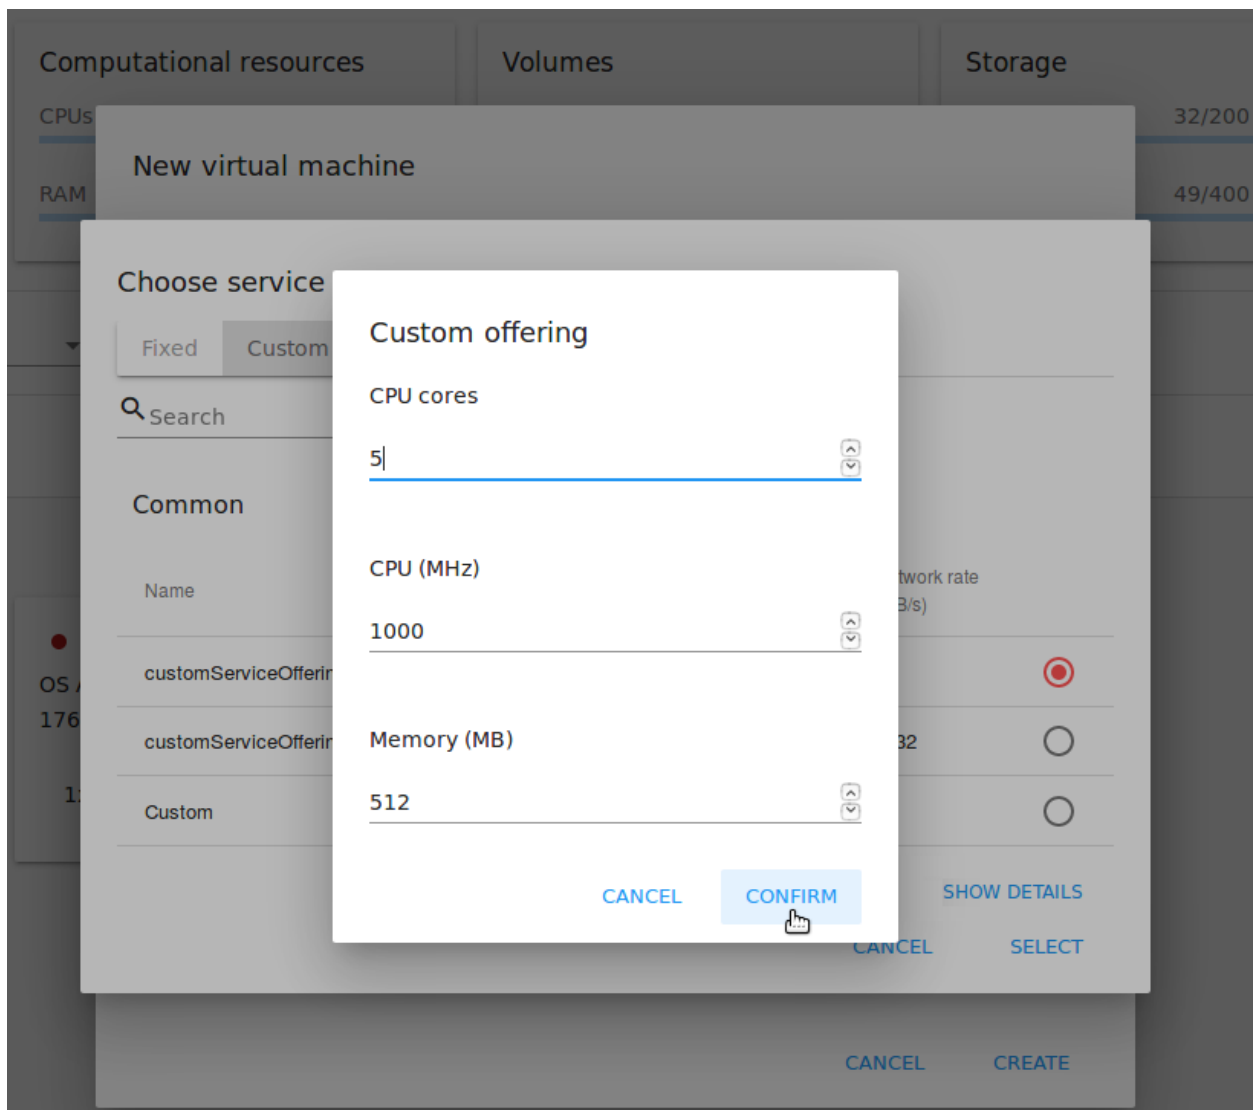 Computational resources
Volumes
Storage
CPUs
32/200
New virtual machine
RAM
49/400
Choose service
Fixed
Custom
Search
Common
Name
B/s)
customServiceOfferin
customServiceOfferin
32
Custom
OS
176
Custom offering
CPU cores
5
CPU (MHz)
1000
Memory (MB)
512
CANCEL
CONFIRM
SHOW DETAILS
CANCEL
SELECT
CANCEL
CREATE
rate